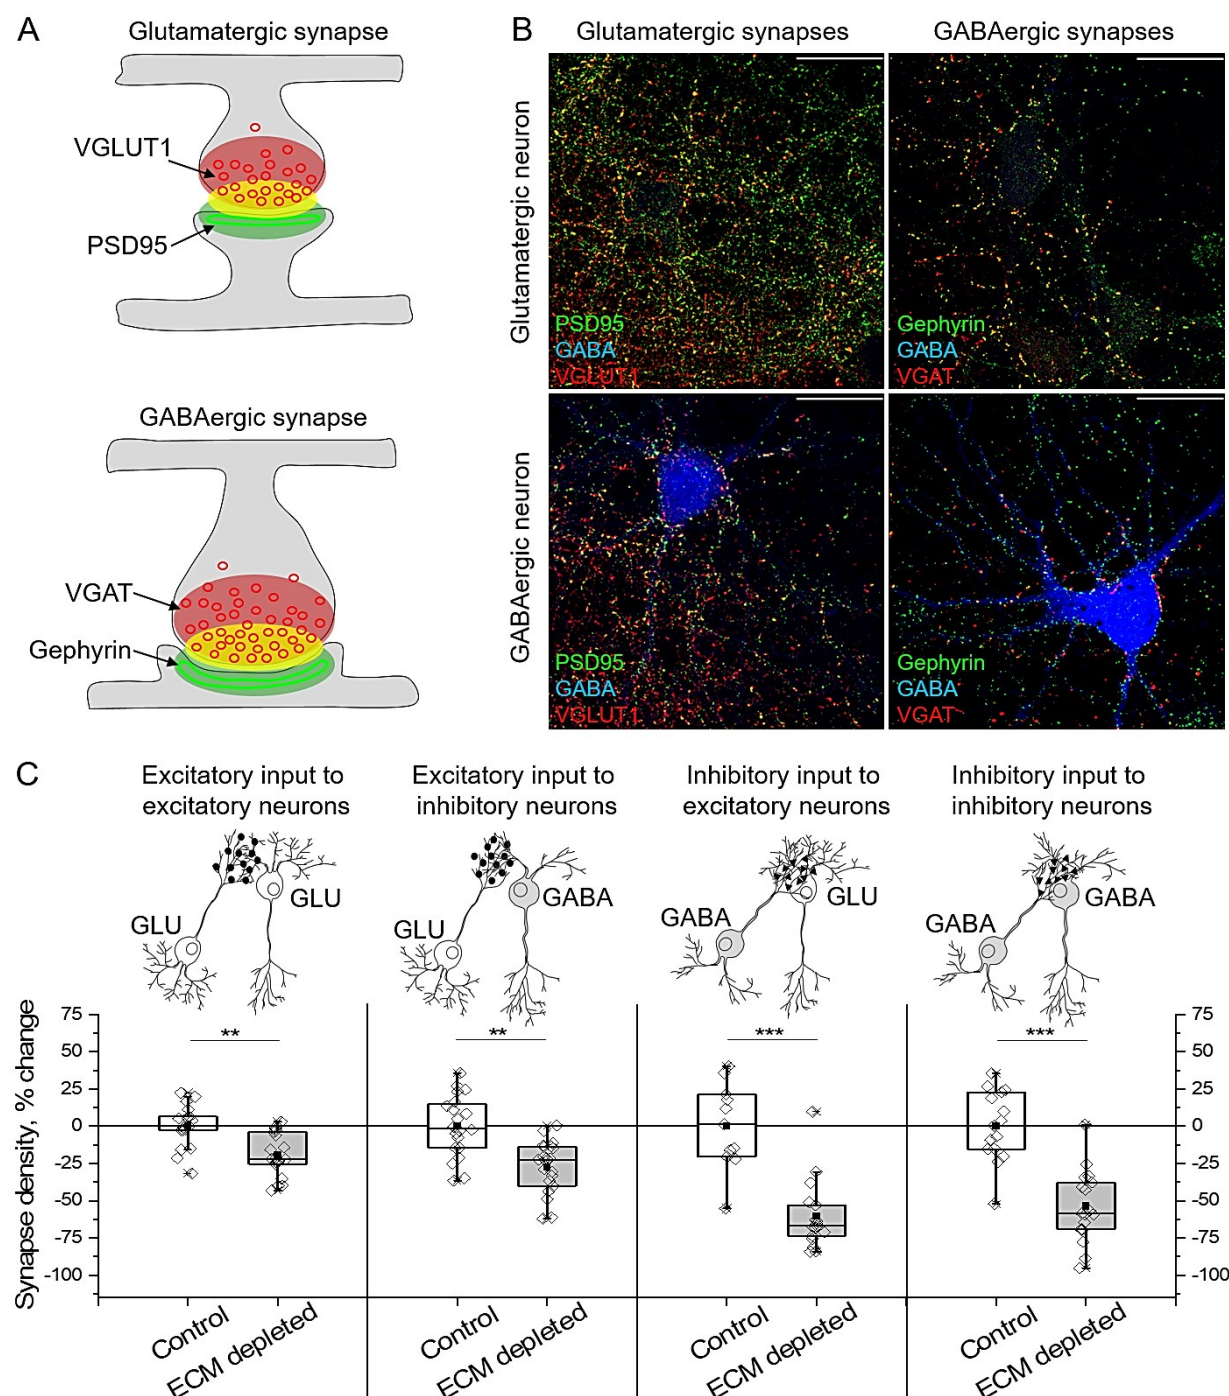 A
Glutamatergic synapse
VGLUT1
PSD95
GABAergic synapse
VGAT
Gephyrin
B
Glutamatergic synapses
GABAergic synapses
Glutamatergic neuron
PSD95
GABA
VGLUT1
Gephyrin
GABA
VGAT
GABAergic neuron
PSD95
GABA
VGLUT1
Gephyrin
GABA
VGAT
C
Excitatory input to
excitatory neurons
Excitatory input to
inhibitory neurons
Inhibitory input to
excitatory neurons
Inhibitory input to
inhibitory neurons
GLU
GLU
GLU
GABA
GABA
GLU
GABA
GABA
Synapse density, % change
75
50
25
0
-25
-50
-75
-100
**
**
***
***
75
50
25
0
-25
-50
-75
-100
Control
ECM depleted
Control
ECM depleted
Control
ECM depleted
Control
ECM depleted